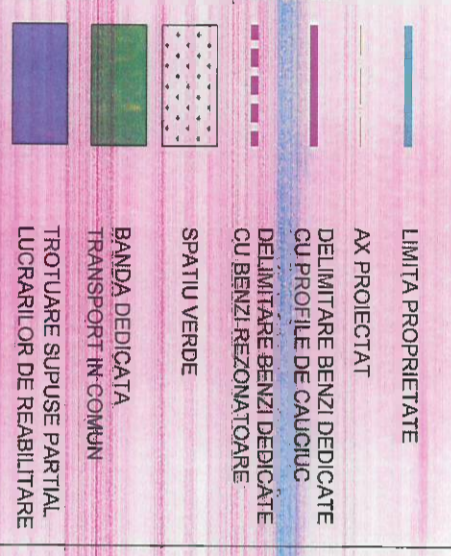 LIMITA PROPRIETATE
AX PROIECTAT
DELIMITARE BENZI DEDICATE
CU PROFILE DE CAUCIUC
DELIMITARE BENZI DEDICATE
CU BENZI REZONATOARE
SPATIU VERDE
BANDA DEDICATA
TRANSPORT IN COMUN
TROTUARE SUPUSE PARTIAL
LUCRARILOR DE REABILITARE